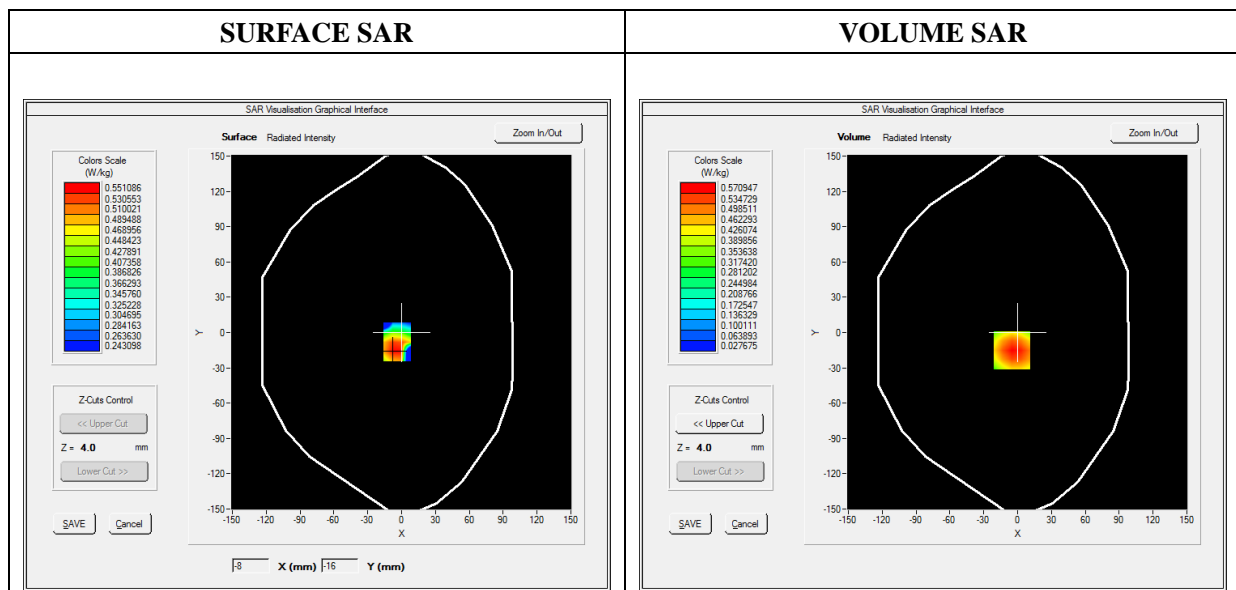 SURFACE SAR
SAR Visualisation Graphical Interface
Surface Radiated Intensity
Zoom In/Out
Colors Scale
(W/kg)
0.551086
0.530553
0.510021
0.489488
0.468956
0.448423
0.427891
0.407358
0.386826
0.366293
0.345760
0.325228
0.304695
0.284163
0.263630
0.243098
Z-Cuts Control
<< Upper Cut
Z = 4.0 mm
Lower Cut >>
SAVE Cancel
150
120
90
60
30
Y 0
-30
-60
-90
-120
-150
-150 -120 -90 -60 -30 0 30 60 90 120 150
X
-8 X (mm) -16 Y (mm)
VOLUME SAR
SAR Visualisation Graphical Interface
Volume Radiated Intensity
Zoom In/Out
Colors Scale
(W/kg)
0.570947
0.534729
0.498511
0.462293
0.426074
0.389856
0.353638
0.317420
0.281202
0.244984
0.208766
0.172547
0.136329
0.100111
0.063893
0.027675
Z-Cuts Control
<< Upper Cut
Z = 4.0 mm
Lower Cut >>
SAVE Cancel
150
120
90
60
30
Y 0
-30
-60
-90
-120
-150
-150 -120 -90 -60 -30 0 30 60 90 120 150
X